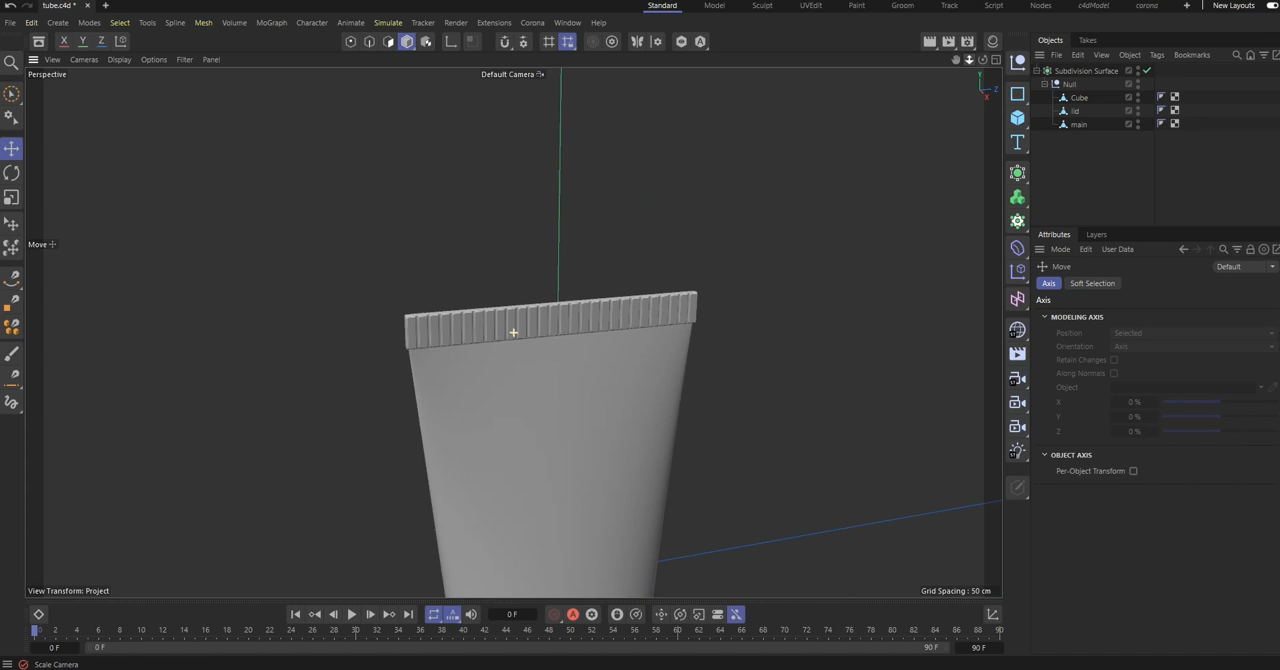 tube.c4d *
Standard Model Sculpt UVEdit Paint Groom Track Script Nodes c4dModel corona New Layouts
File Edit Create Modes Select Tools Spline Mesh Volume MoGraph Character Animate Simulate Tracker Render Extensions Corona Window Help
X Y Z
Objects Takes
View Cameras Display Options Filter Panel
File Edit View Object Tags Bookmarks
Perspective
Default Camera
Y
Z
X
Subdivision Surface
Null
Cube
lid
main
Attributes Layers
Move
Mode Edit User Data
Move Default
Axis Soft Selection
Axis
MODELING AXIS
Position Selected
Orientation Axis
Retain Changes
Along Normals
Object
X 0 %
Y 0 %
Z 0 %
OBJECT AXIS
Per-Object Transform
View Transform: Project
Grid Spacing : 50 cm
0 F
0 2 4 6 8 10 12 14 16 18 20 22 24 26 28 30 32 34 36 38 40 42 44 46 48 50 52 54 56 58 60 62 64 66 68 70 72 74 76 78 80 82 84 86 88 90
0 F 0 F 90 F 90 F
Scale Camera